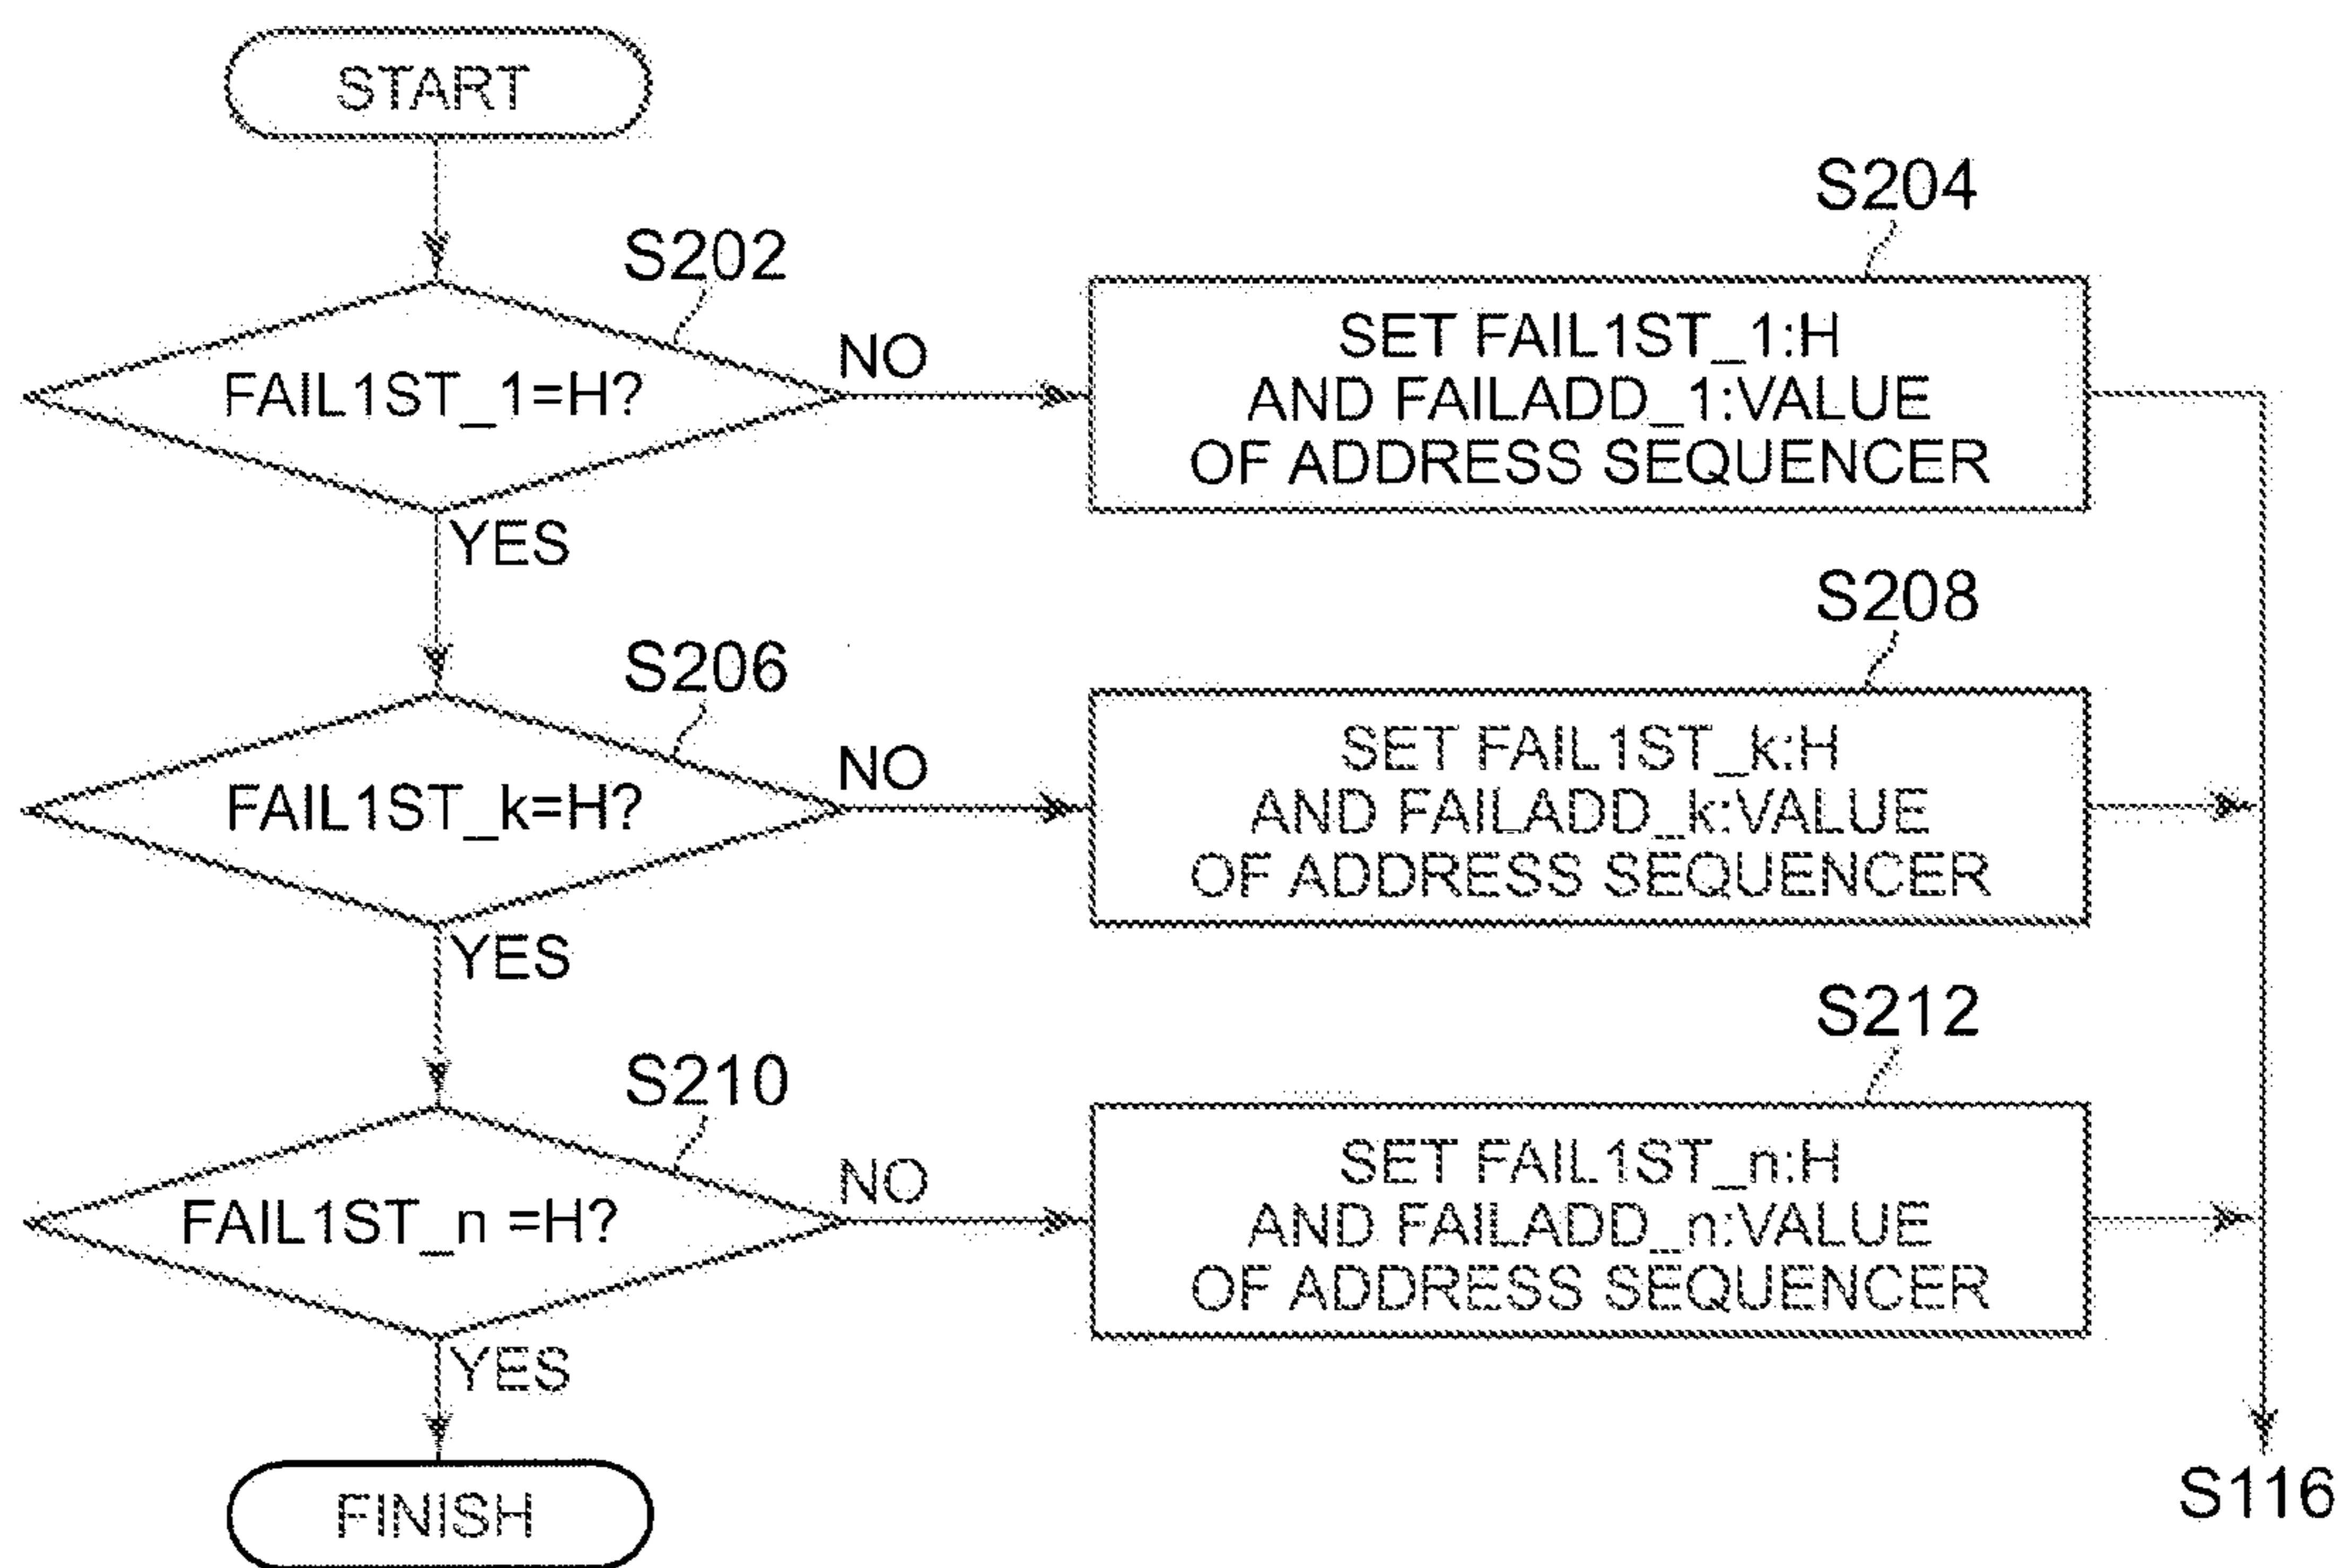 START
S202
FAIL1ST_1=H?
NO
YES
S204
SET FAIL1ST_1:H
AND FAILADD_1:VALUE
OF ADDRESS SEQUENCER
S206
FAIL1ST_k=H?
NO
YES
S208
SET FAIL1ST_k:H
AND FAILADD_k:VALUE
OF ADDRESS SEQUENCER
S210
FAIL1ST_n =H?
NO
YES
S212
SET FAIL1ST_n:H
AND FAILADD_n:VALUE
OF ADDRESS SEQUENCER
FINISH
S116